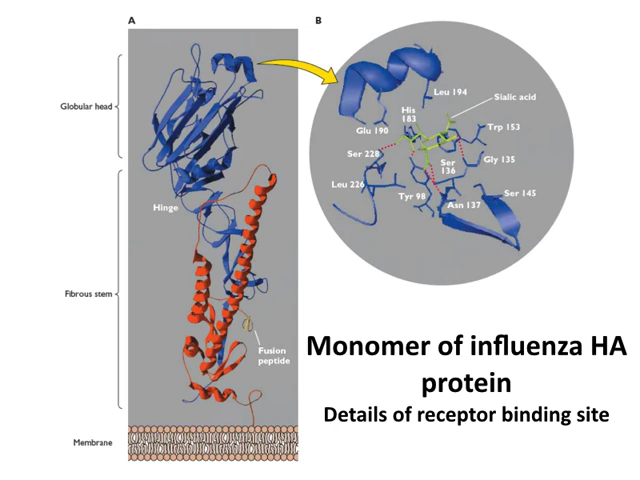 A
B
Globular head
Hinge
Fibrous stem
Fusion
peptide
Membrane
Leu 194
Sialic acid
His
183
Glu 190
Trp 153
Ser 228
Gly 135
Ser
136
Leu 226
Ser 145
Tyr 98
Asn 137
Monomer of influenza HA
protein
Details of receptor binding site